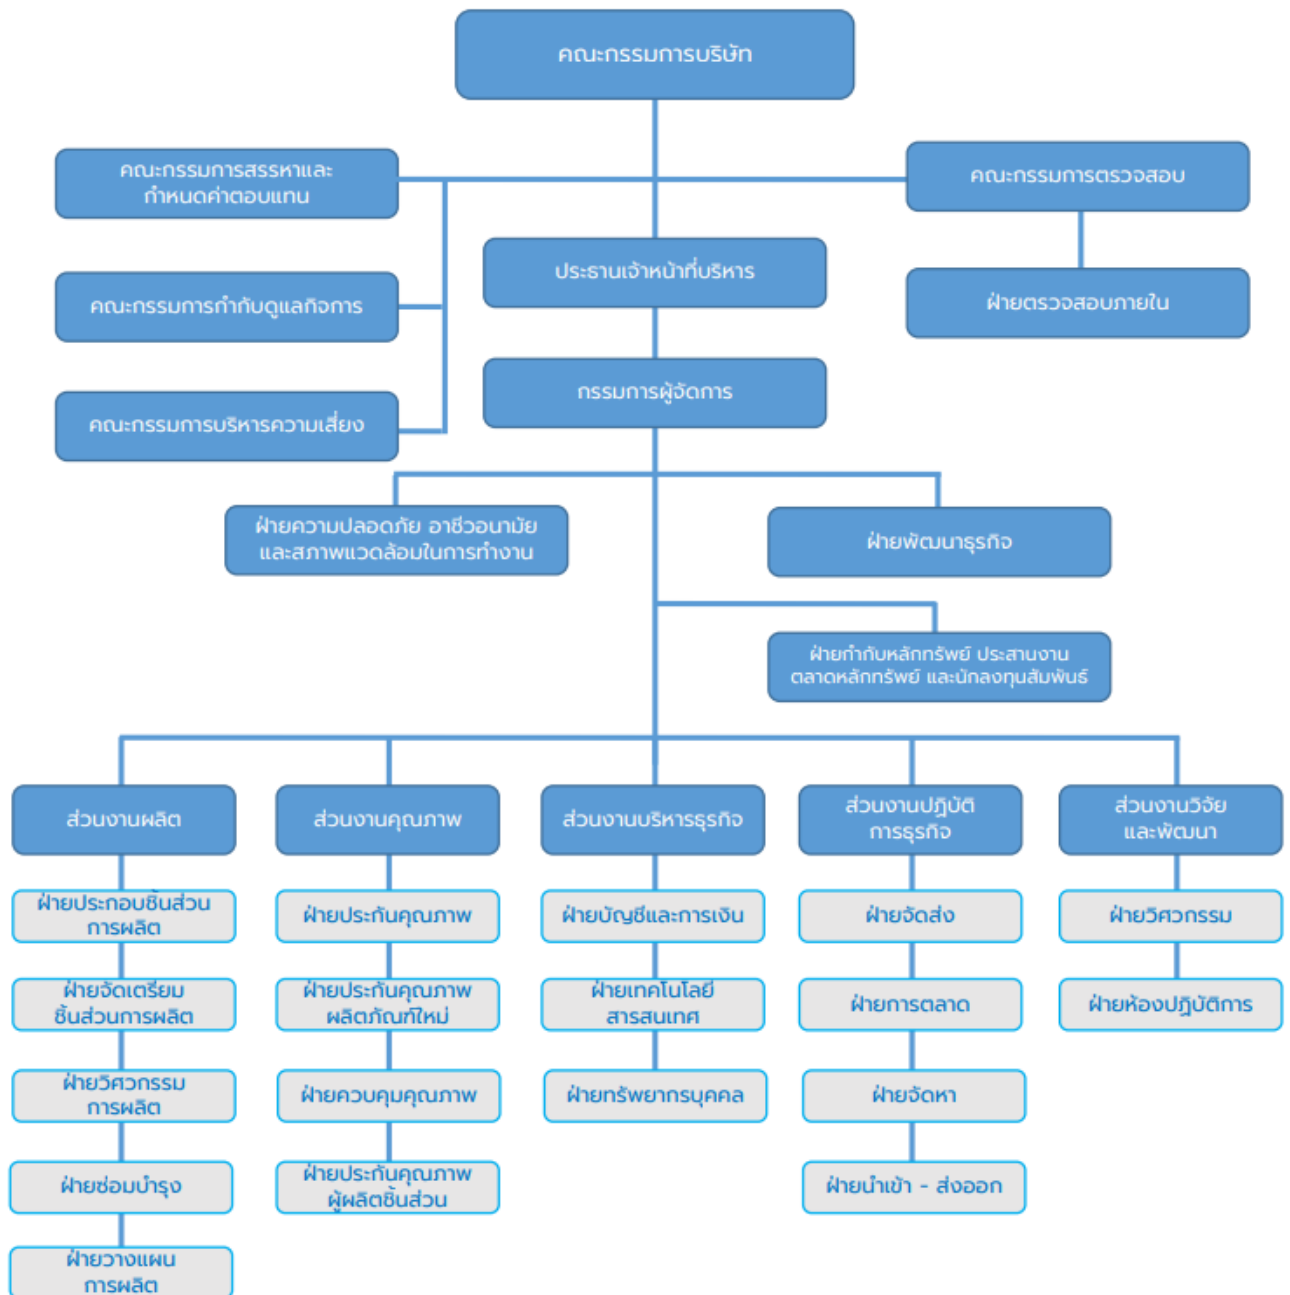 คณะกรรมการบริษัท
คณะกรรมการสรรหาและ
กำหนดค่าตอบแทน
คณะกรรมการตรวจสอบ
ประธานเจ้าหน้าที่บริหาร
คณะกรรมการกำกับดูแลกิจการ
ฝ่ายตรวจสอบภายใน
กรรมการผู้จัดการ
คณะกรรมการบริหารความเสี่ยง
ฝ่ายความปลอดภัย อาชีวอนามัย
และสภาพแวดล้อมในการทำงาน
ฝ่ายพัฒนาธุรกิจ
ฝ่ายกำกับหลักทรัพย์ ประสานงาน
ตลาดหลักทรัพย์ และนักลงทุนสัมพันธ์
ส่วนงานผลิต
ส่วนงานคุณภาพ
ส่วนงานบริหารธุรกิจ
ส่วนงานปฏิบัติ
การธุรกิจ
ส่วนงานวิจัย
และพัฒนา
ฝ่ายประกอบชิ้นส่วน
การผลิต
ฝ่ายประกันคุณภาพ
ฝ่ายบัญชีและการเงิน
ฝ่ายจัดส่ง
ฝ่ายวิศวกรรม
ฝ่ายจัดเตรียม
ชิ้นส่วนการผลิต
ฝ่ายประกันคุณภาพ
ผลิตภัณฑ์ใหม่
ฝ่ายเทคโนโลยี
สารสนเทศ
ฝ่ายการตลาด
ฝ่ายห้องปฏิบัติการ
ฝ่ายวิศวกรรม
การผลิต
ฝ่ายควบคุมคุณภาพ
ฝ่ายทรัพยากรบุคคล
ฝ่ายจัดหา
ฝ่ายซ่อมบำรุง
ฝ่ายประกันคุณภาพ
ผู้ผลิตชิ้นส่วน
ฝ่ายนำเข้า - ส่งออก
ฝ่ายวางแผน
การผลิต